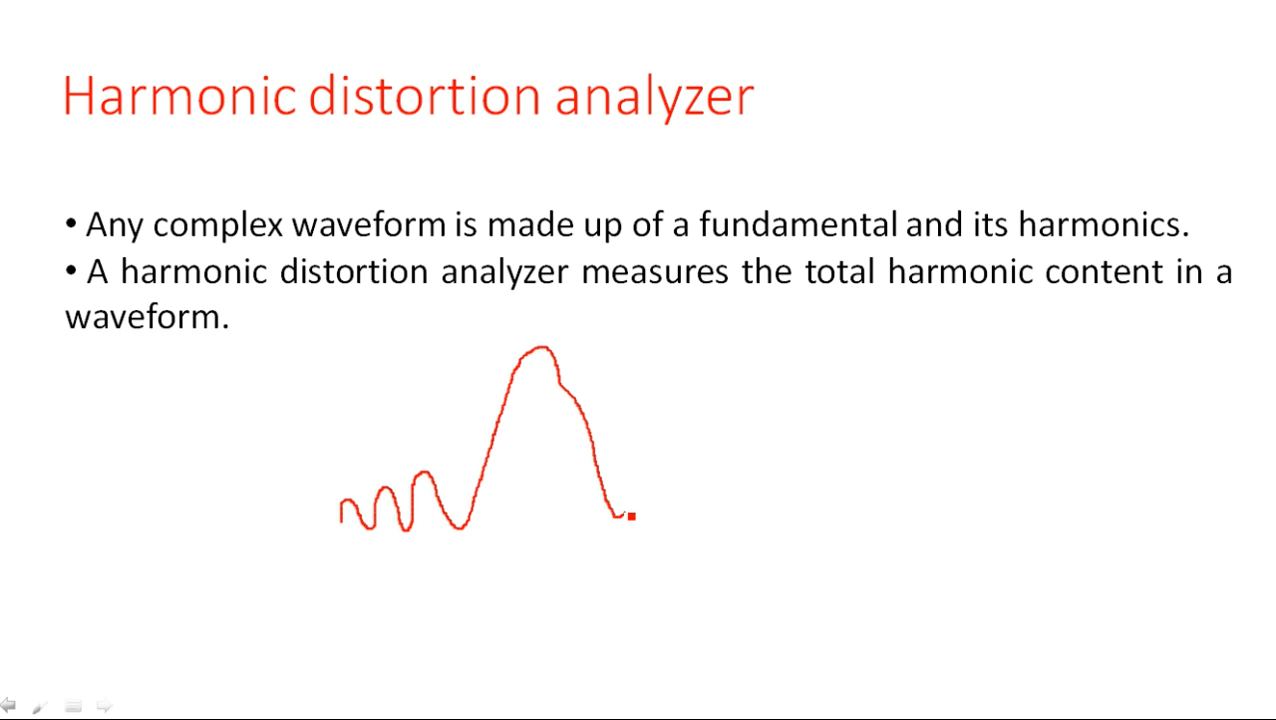 Harmonic distortion analyzer
• Any complex waveform is made up of a fundamental and its harmonics.
• A harmonic distortion analyzer measures the total harmonic content in a
waveform.